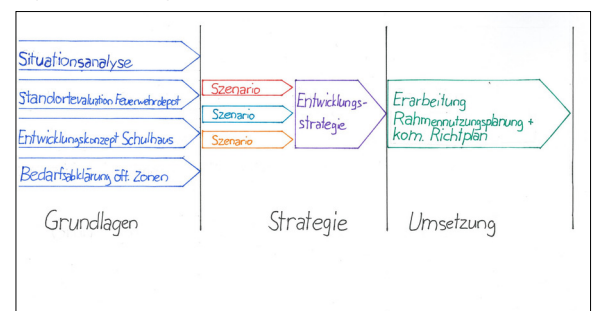 Situationsanalyse
Standortevaluation Feuerwehrdepot
Entwicklungskonzept Schulhaus
Bedarfsabklärung öff. Zonen
Szenario
Szenario
Szenario
Entwicklungs-
strategie
Erarbeitung
Rahmennutzungsplanung +
kom. Richtplan
Grundlagen
Strategie
Umsetzung